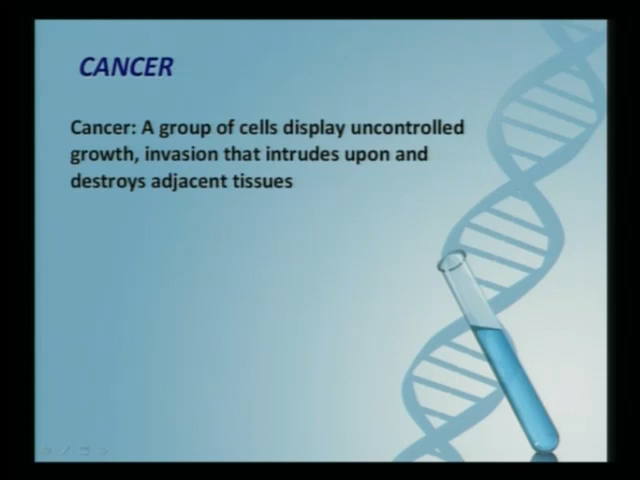 CANCER
Cancer: A group of cells display uncontrolled
growth, invasion that intrudes upon and
destroys adjacent tissues